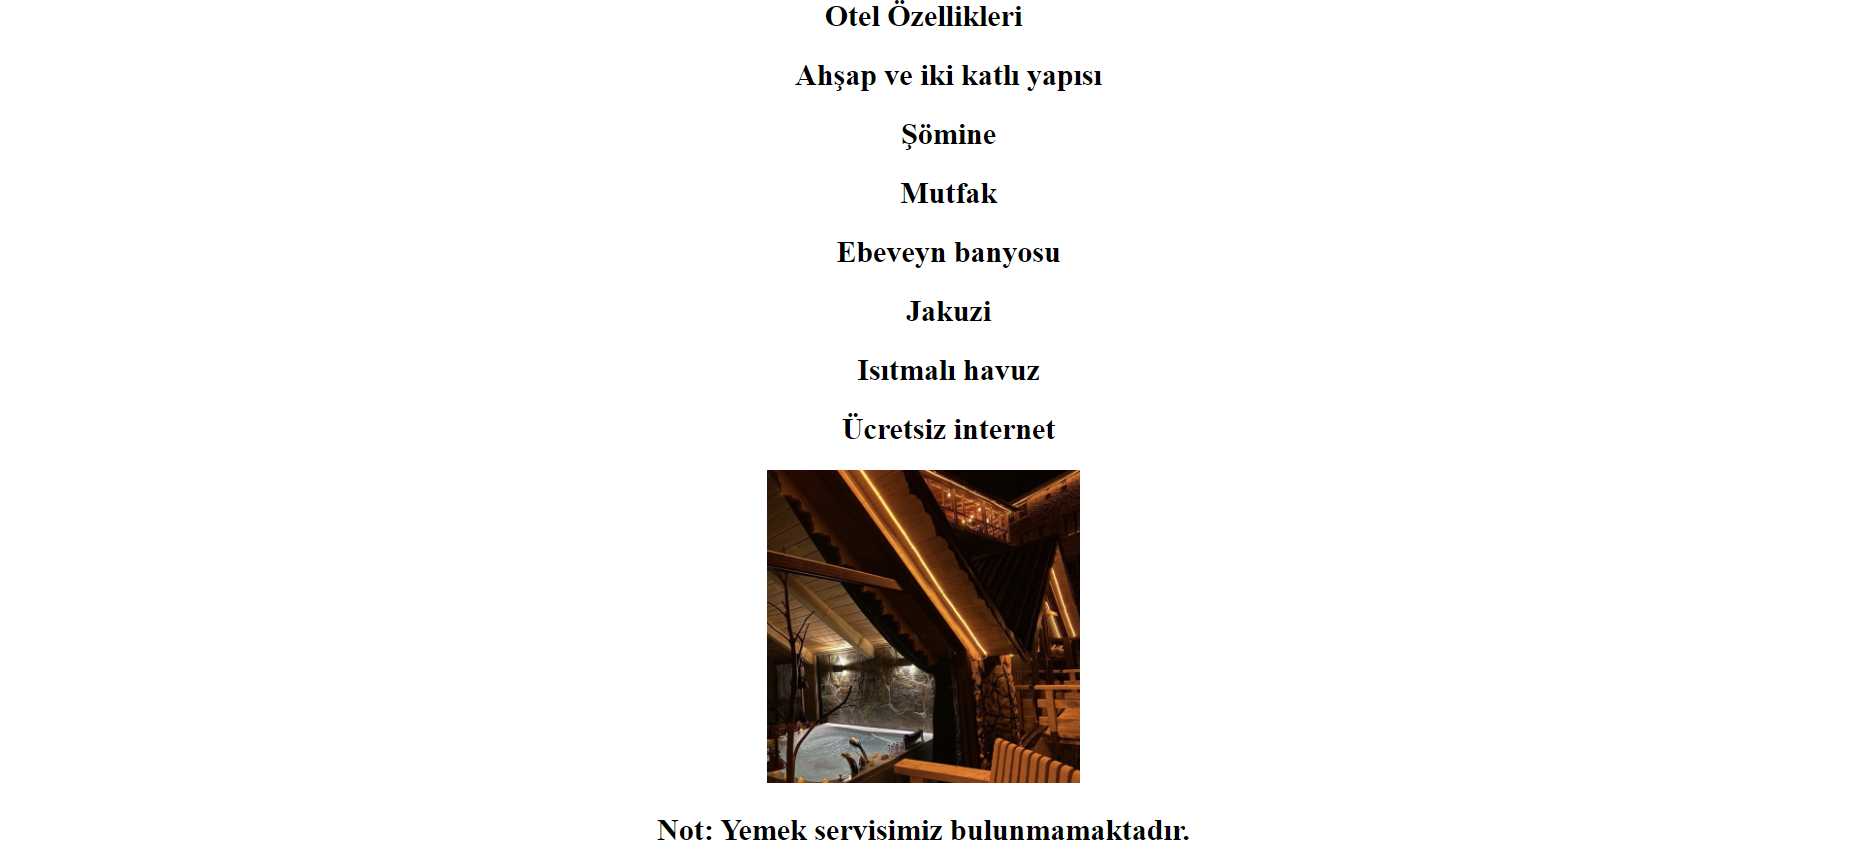 Otel Özellikleri
Ahşap ve iki katlı yapısı
Şömine
Mutfak
Ebeveyn banyosu
Jakuzi
Isıtmalı havuz
Ücretsiz internet
Not: Yemek servisimiz bulunmamaktadır.